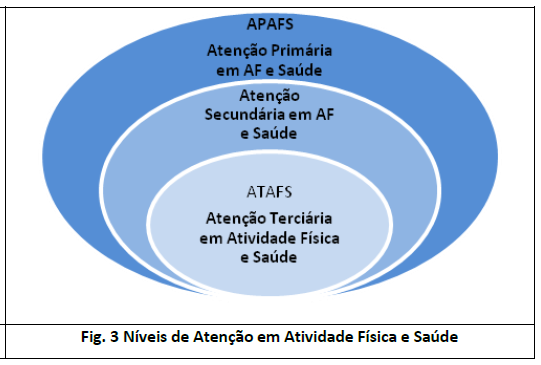 APAFS
Atenção Primária
em AF e Saúde
Atenção
Secundária em AF
e Saúde
ATAFS
Atenção Terciária
em Atividade Física
e Saúde
Fig. 3 Níveis de Atenção em Atividade Física e Saúde